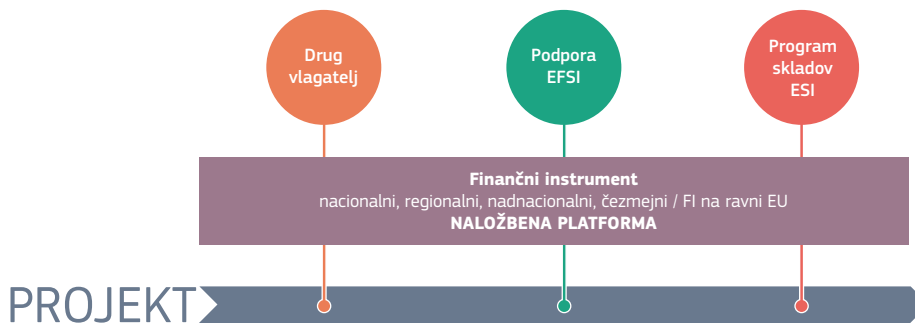 Drug
vlagatelj
Podpora
EFSI
Program
skladov
ESI
Finančni instrument
nacionalni, regionalni, nadnacionalni, čezmejni / FI na ravni EU
NALOŽBENA PLATFORMA
PROJEKT